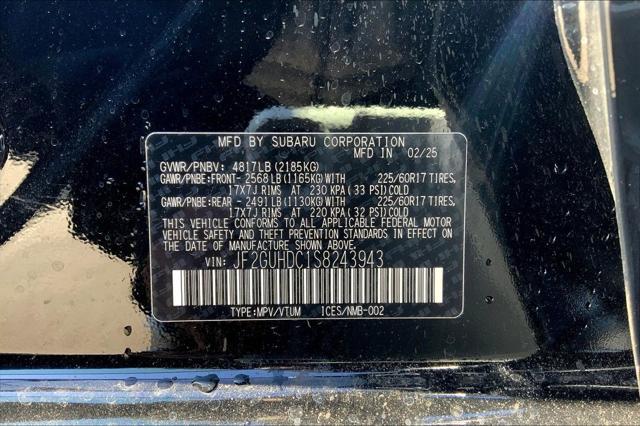 MFD BY SUBARU CORPORATION
MFD IN 02/25
GVWR/PNBV: 4817LB(2185KG)
GAWR/PNBE:FRONT-2568LB(1165KG)WITH 225/60R17 TIRES,
17X7J RIMS AT 230 KPA(33 PSI)COLD
GAWR/PNBE:REAR -2491LB(1130KG)WITH 225/60R17 TIRES,
17X7J RIMS AT 220 KPA(32 PSI)COLD
THIS VEHICLE CONFORMS TO ALL APPLICABLE FEDERAL MOTOR
VEHICLE SAFETY AND THEFT PREVENTION STANDARDS IN EFFECT
ON THE DATE OF MANUFACTURE SHOWN ABOVE.
VIN: JF2GUHDC1S8243943
TYPE:MPV/VTUM ICES/NMB-002